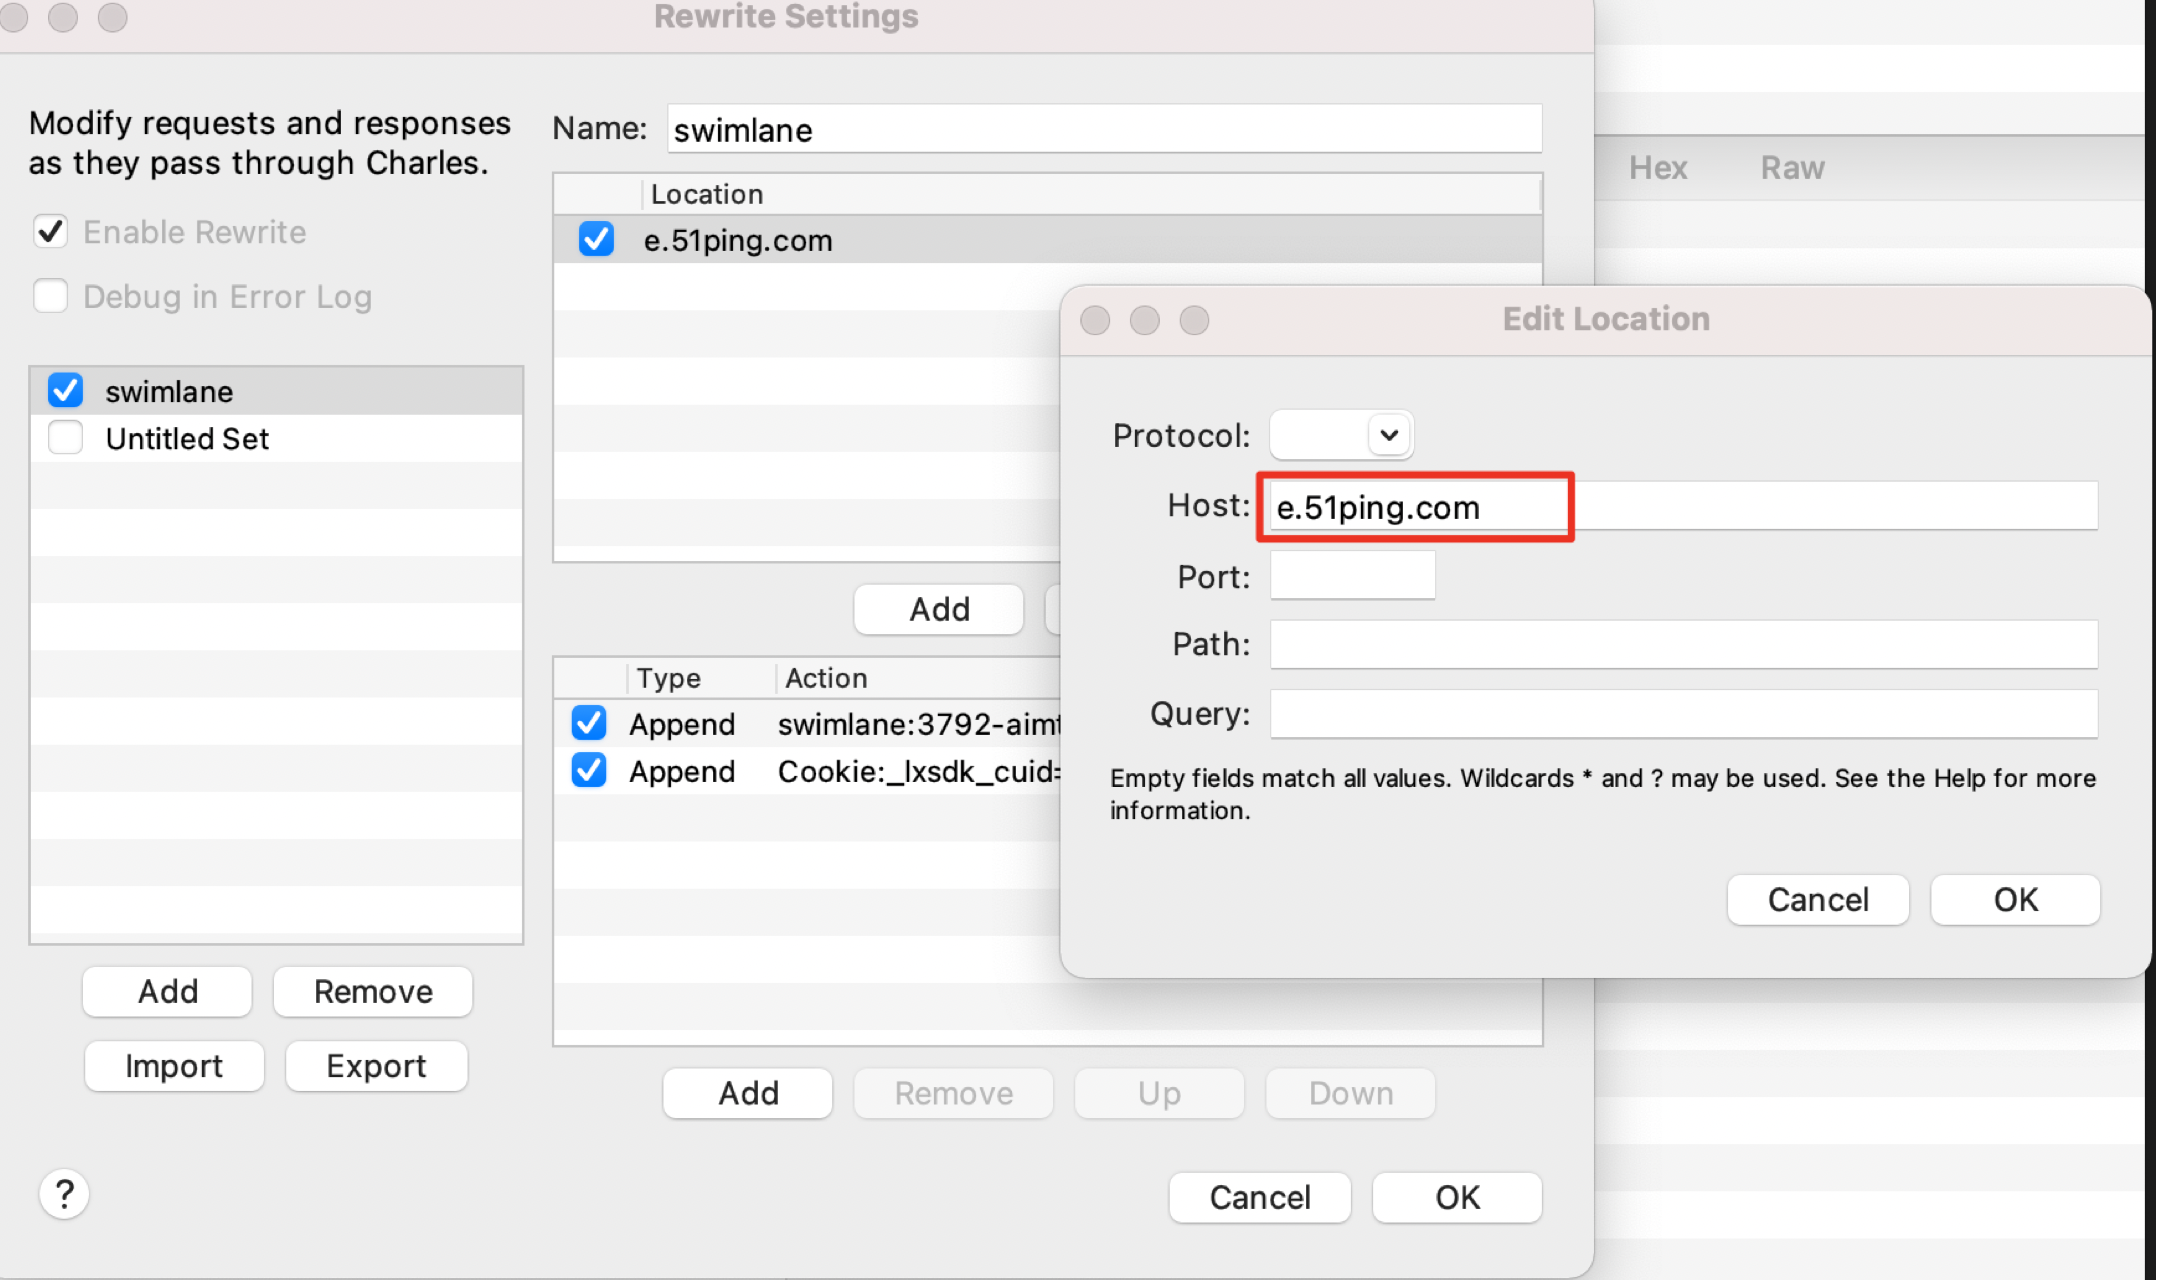 Rewrite Settings
Modify requests and responses
as they pass through Charles.
Enable Rewrite
Debug in Error Log
swimlane
Untitled Set
Add
Remove
Import
Export
?
Name: swimlane
Location
e.51ping.com
Add
Type Action
Append swimlane:3792-aimt
Append Cookie:_lxsdk_cuid=
Add
Remove
Up
Down
Cancel
OK
Hex Raw
Edit Location
Protocol:
Host: e.51ping.com
Port:
Path:
Query:
Empty fields match all values. Wildcards * and ? may be used. See the Help for more
information.
Cancel
OK